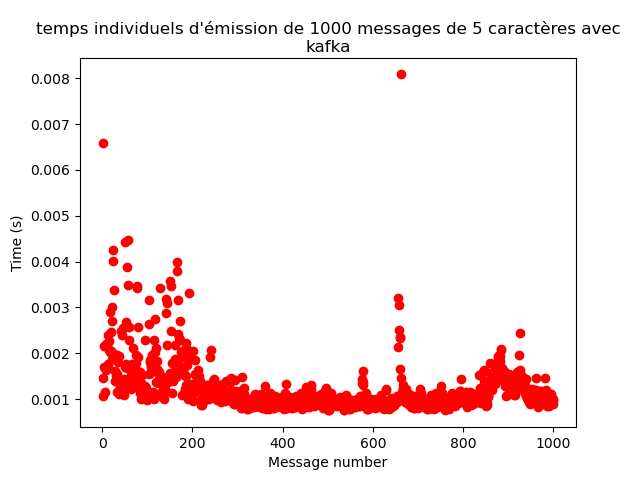 temps individuels d'émission de 1000 messages de 5 caractères avec
kafka
0.008
0.007
0.006
0.005
0.004
0.003
0.002
0.001
Time (s)
0 200 400 600 800 1000
Message number